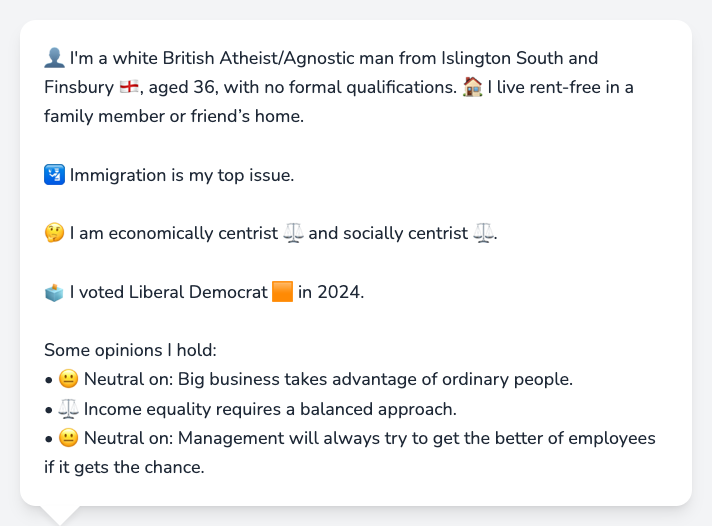 👤 I'm a white British Atheist/Agnostic man from Islington South and
Finsbury 🏴󠁧󠁢󠁥󠁮󠁧󠁿, aged 36, with no formal qualifications. 🏠 I live rent-free in a
family member or friend’s home.
🛂 Immigration is my top issue.
🤔 I am economically centrist ⚖️ and socially centrist ⚖️.
🗳️ I voted Liberal Democrat 🟧 in 2024.
Some opinions I hold:
• 😐 Neutral on: Big business takes advantage of ordinary people.
• ⚖️ Income equality requires a balanced approach.
• 😐 Neutral on: Management will always try to get the better of employees
if it gets the chance.